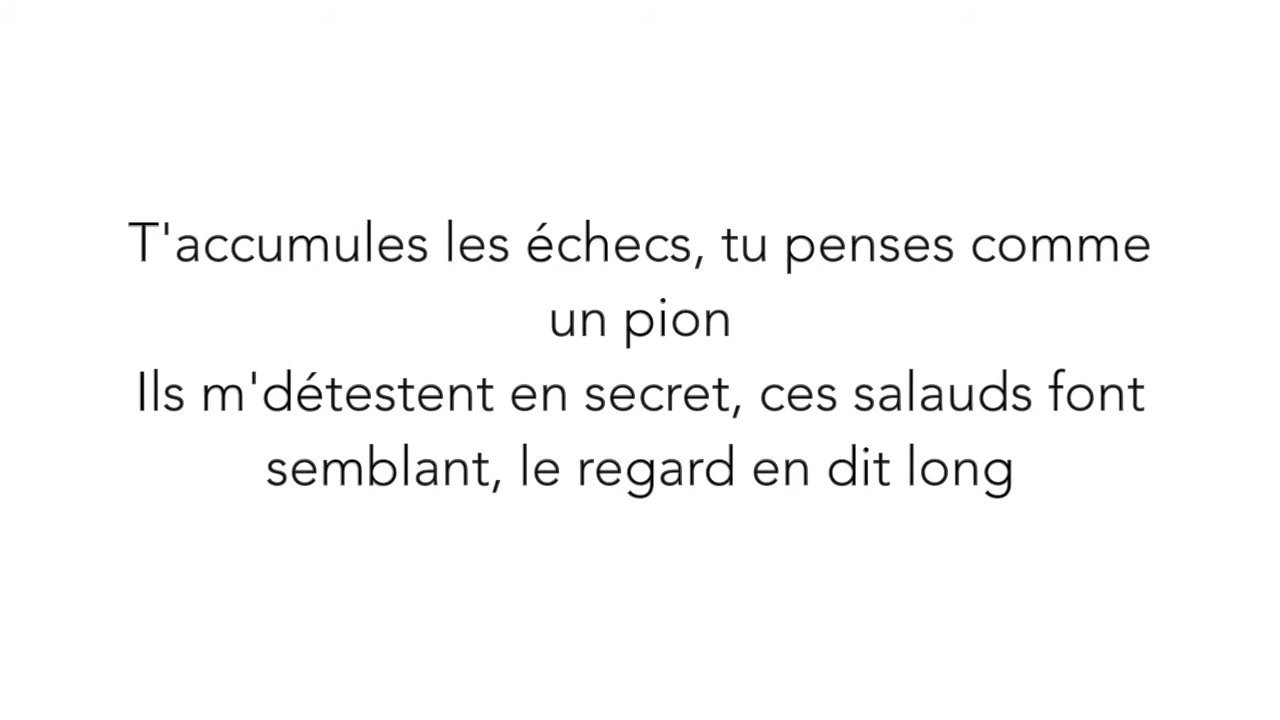 T'accumules les échecs, tu penses comme
un pion
Ils m'détestent en secret, ces salauds font
semblant, le regard en dit long